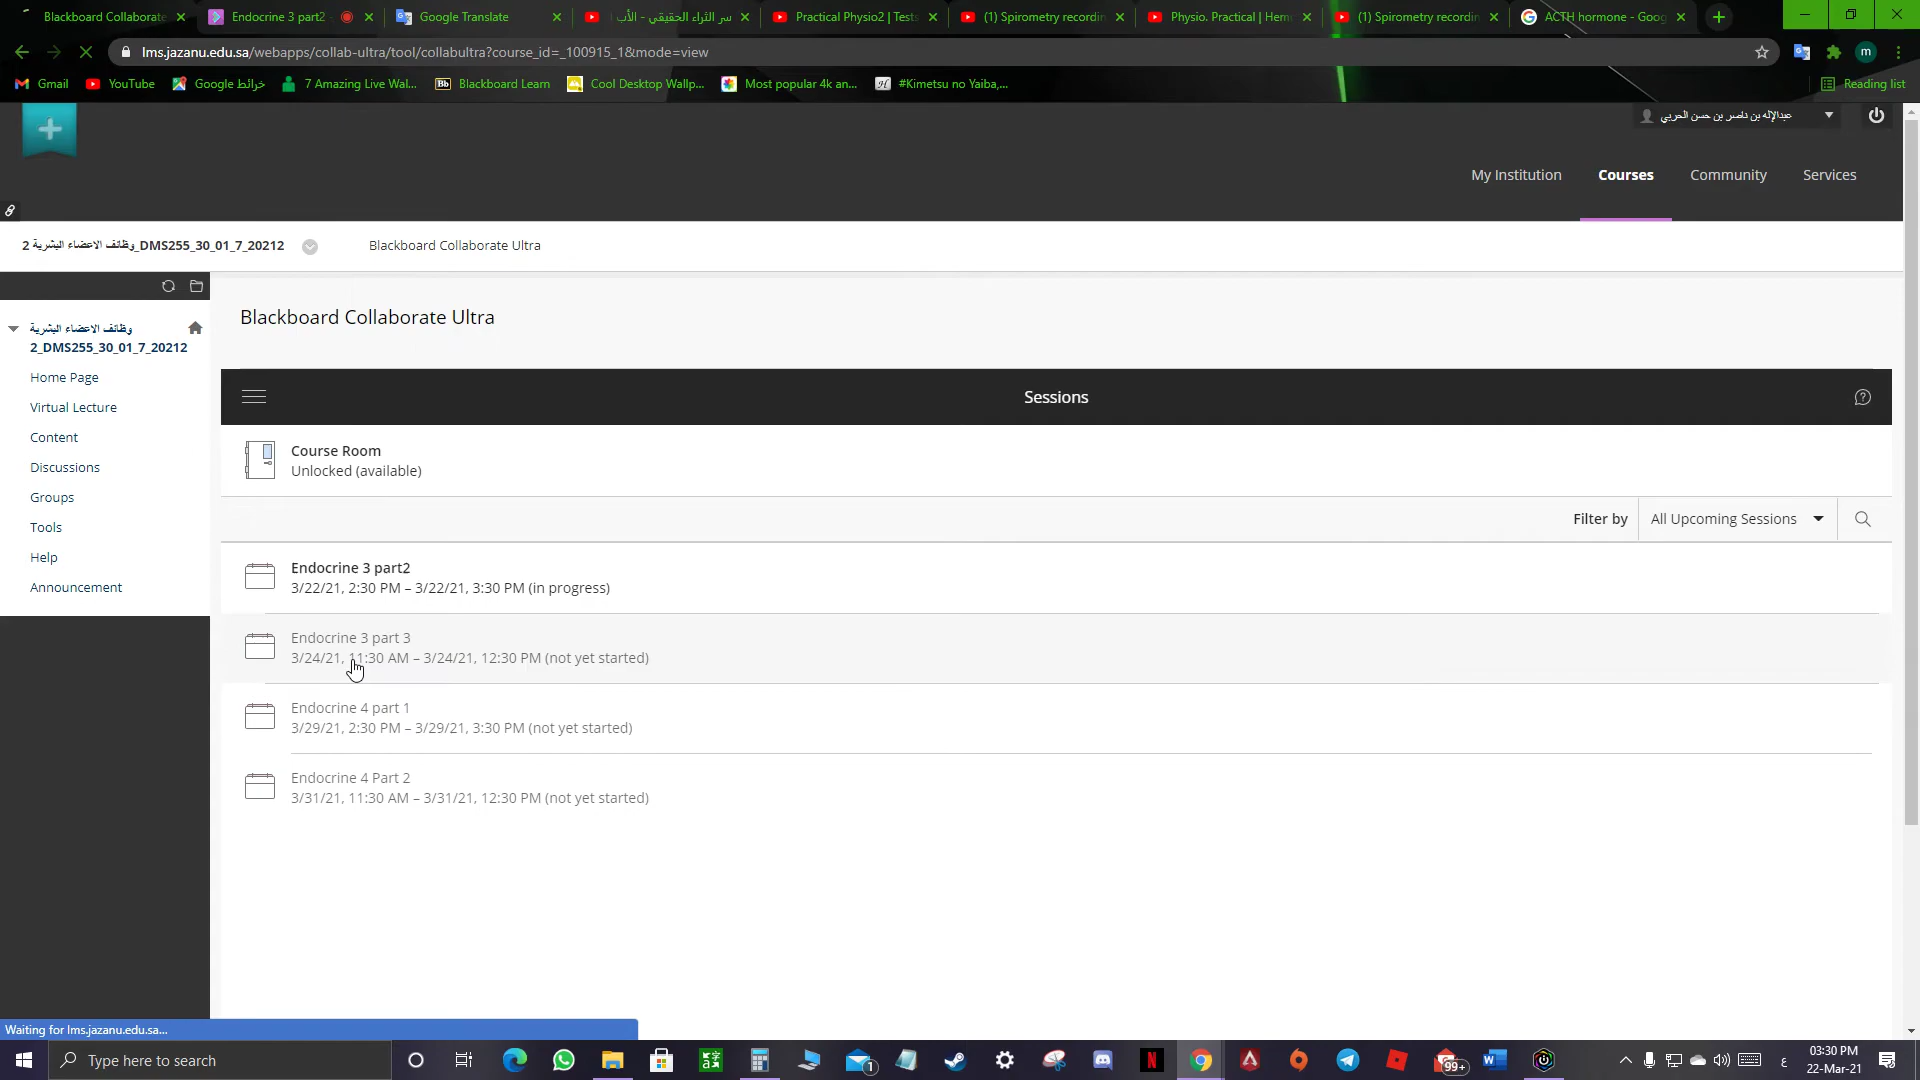 Blackboard Collaborate
Endocrine 3 part2
Google Translate
سر الثراء الحقيقي - الأب
Practical Physio2 | Tests
(1) Spirometry recordin
Physio. Practical | Hem
(1) Spirometry recordin
ACTH hormone - Goog
lms.jazanu.edu.sa/webapps/collab-ultra/tool/collabultra?course_id=_100915_1&mode=view
m
Gmail
YouTube
خرائط Google
7 Amazing Live Wal...
Bb Blackboard Learn
Cool Desktop Wallp...
Most popular 4k an...
#Kimetsu no Yaiba,...
Reading list
عبدالإله بن ناصر بن حسن الحربي
My Institution
Courses
Community
Services
وظائف الاعضاء البشرية 2_DMS255_30_01_7_20212
Blackboard Collaborate Ultra
وظائف الاعضاء البشرية
2_DMS255_30_01_7_20212
Home Page
Virtual Lecture
Content
Discussions
Groups
Tools
Help
Announcement
Blackboard Collaborate Ultra
Sessions
Course Room
Unlocked (available)
Filter by
All Upcoming Sessions
Endocrine 3 part2
3/22/21, 2:30 PM – 3/22/21, 3:30 PM (in progress)
Endocrine 3 part 3
3/24/21, 11:30 AM – 3/24/21, 12:30 PM (not yet started)
Endocrine 4 part 1
3/29/21, 2:30 PM – 3/29/21, 3:30 PM (not yet started)
Endocrine 4 Part 2
3/31/21, 11:30 AM – 3/31/21, 12:30 PM (not yet started)
Waiting for lms.jazanu.edu.sa...
Type here to search
1
99+
ع
03:30 PM
22-Mar-21